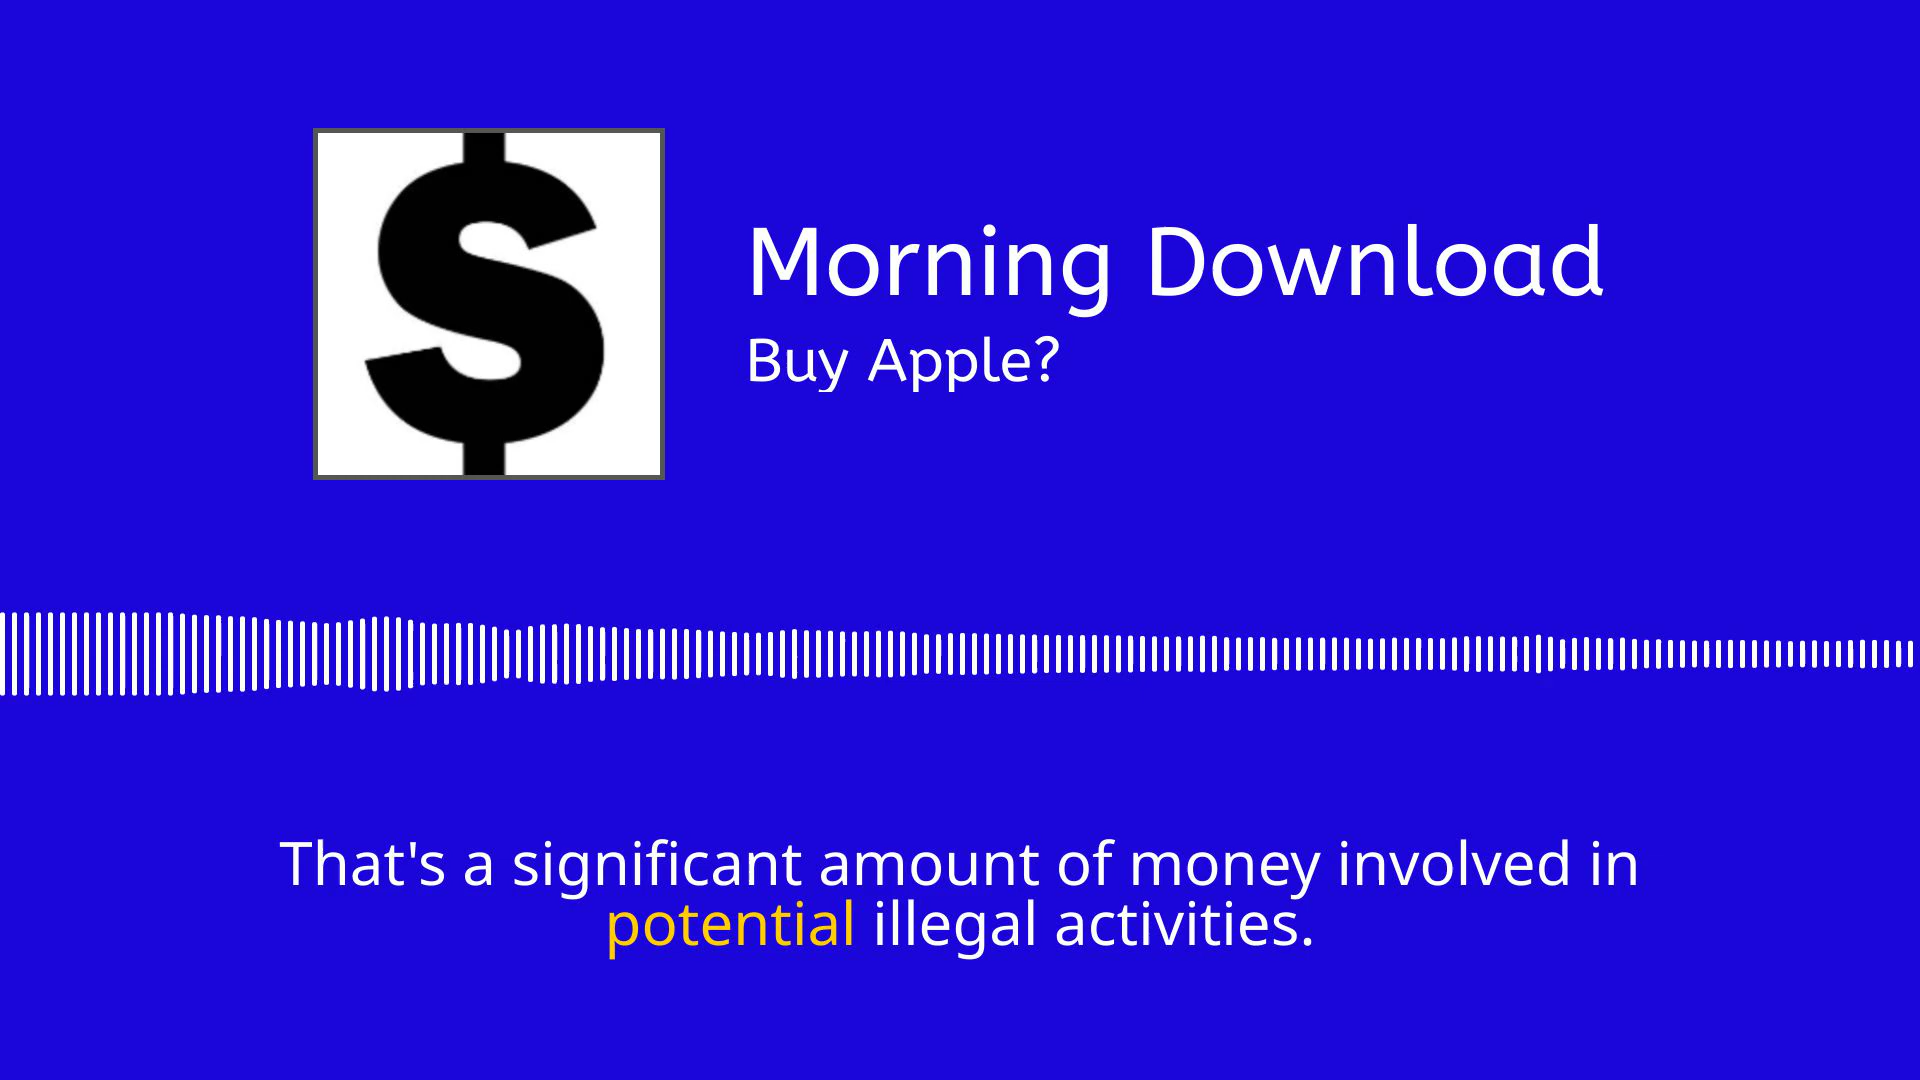 $
Morning Download
Buy Apple?
That's a significant amount of money involved in
potential illegal activities.